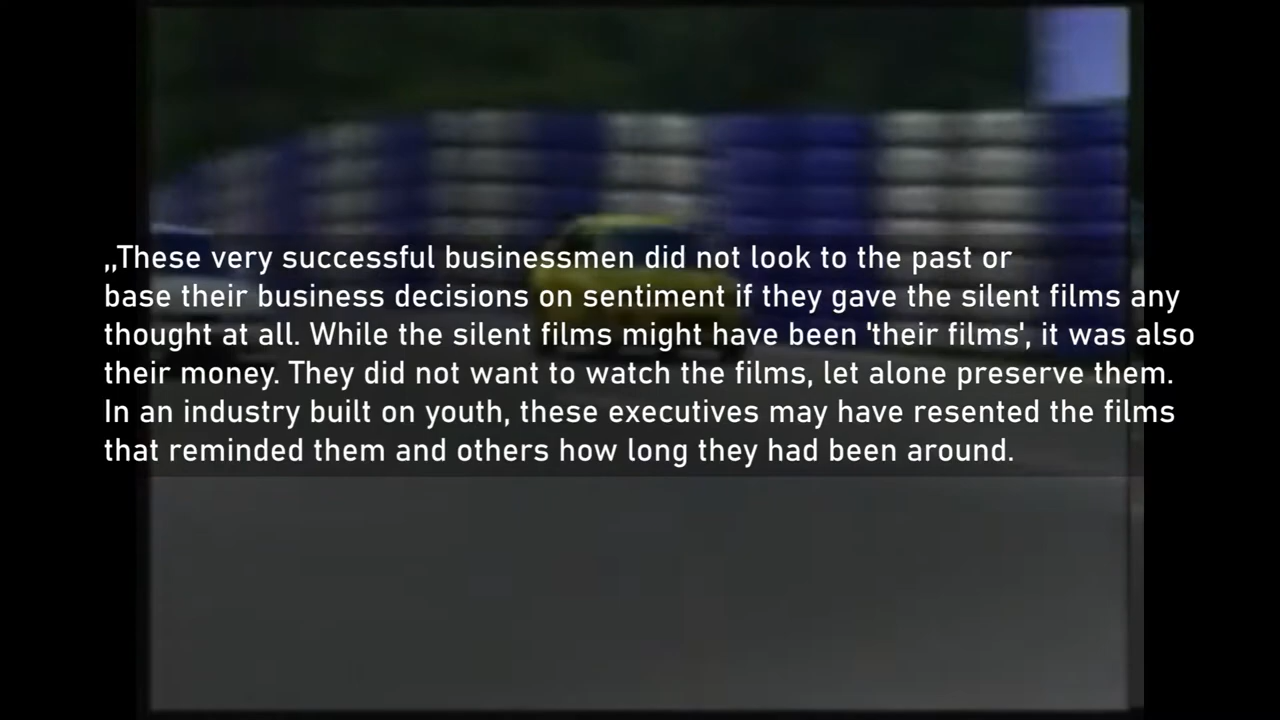 „These very successful businessmen did not look to the past or
base their business decisions on sentiment if they gave the silent films any
thought at all. While the silent films might have been 'their films', it was also
their money. They did not want to watch the films, let alone preserve them.
In an industry built on youth, these executives may have resented the films
that reminded them and others how long they had been around.